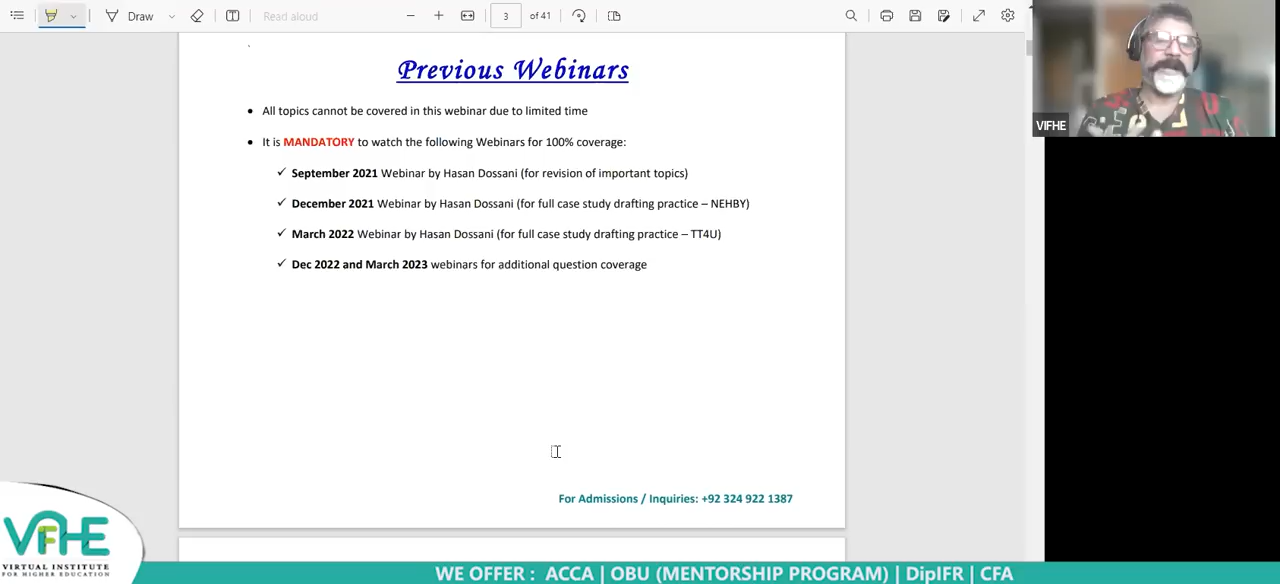 Draw
Read aloud
3
of 41
Previous Webinars
• All topics cannot be covered in this webinar due to limited time
• It is MANDATORY to watch the following Webinars for 100% coverage:
✓ September 2021 Webinar by Hasan Dossani (for revision of important topics)
✓ December 2021 Webinar by Hasan Dossani (for full case study drafting practice – NEHBY)
✓ March 2022 Webinar by Hasan Dossani (for full case study drafting practice – TT4U)
✓ Dec 2022 and March 2023 webinars for additional question coverage
For Admissions / Inquiries: +92 324 922 1387
VIFHE
VIFHE
VIRTUAL INSTITUTE
FOR HIGHER EDUCATION
WE OFFER : ACCA | OBU (MENTORSHIP PROGRAM) | DipIFR | CFA